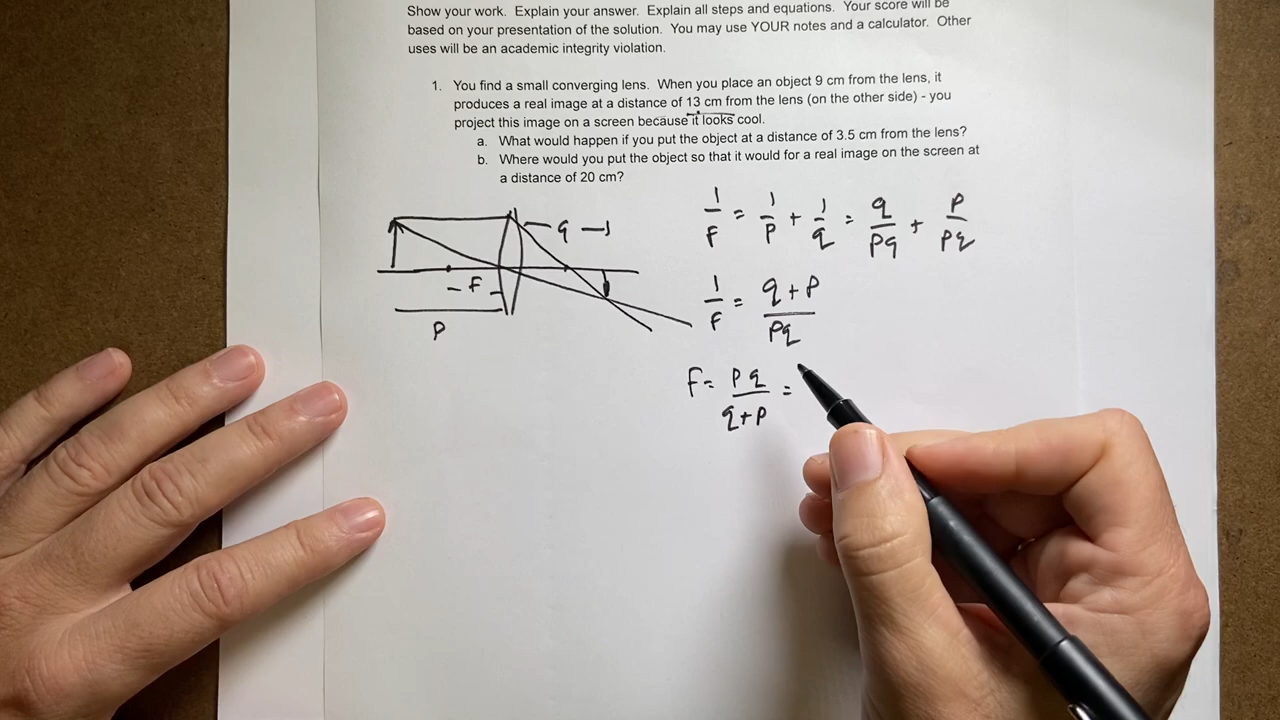 Show your work. Explain your answer. Explain all steps and equations. Your score will be
based on your presentation of the solution. You may use YOUR notes and a calculator. Other
uses will be an academic integrity violation.
1. You find a small converging lens. When you place an object 9 cm from the lens, it
produces a real image at a distance of 13 cm from the lens (on the other side) - you
project this image on a screen because it looks cool.
a. What would happen if you put the object at a distance of 3.5 cm from the lens?
b. Where would you put the object so that it would for a real image on the screen at
a distance of 20 cm?
q
F
P
1/F = 1/P + 1/q = q/Pq + P/Pq
1/F = q+P/Pq
F = Pq/q+P =